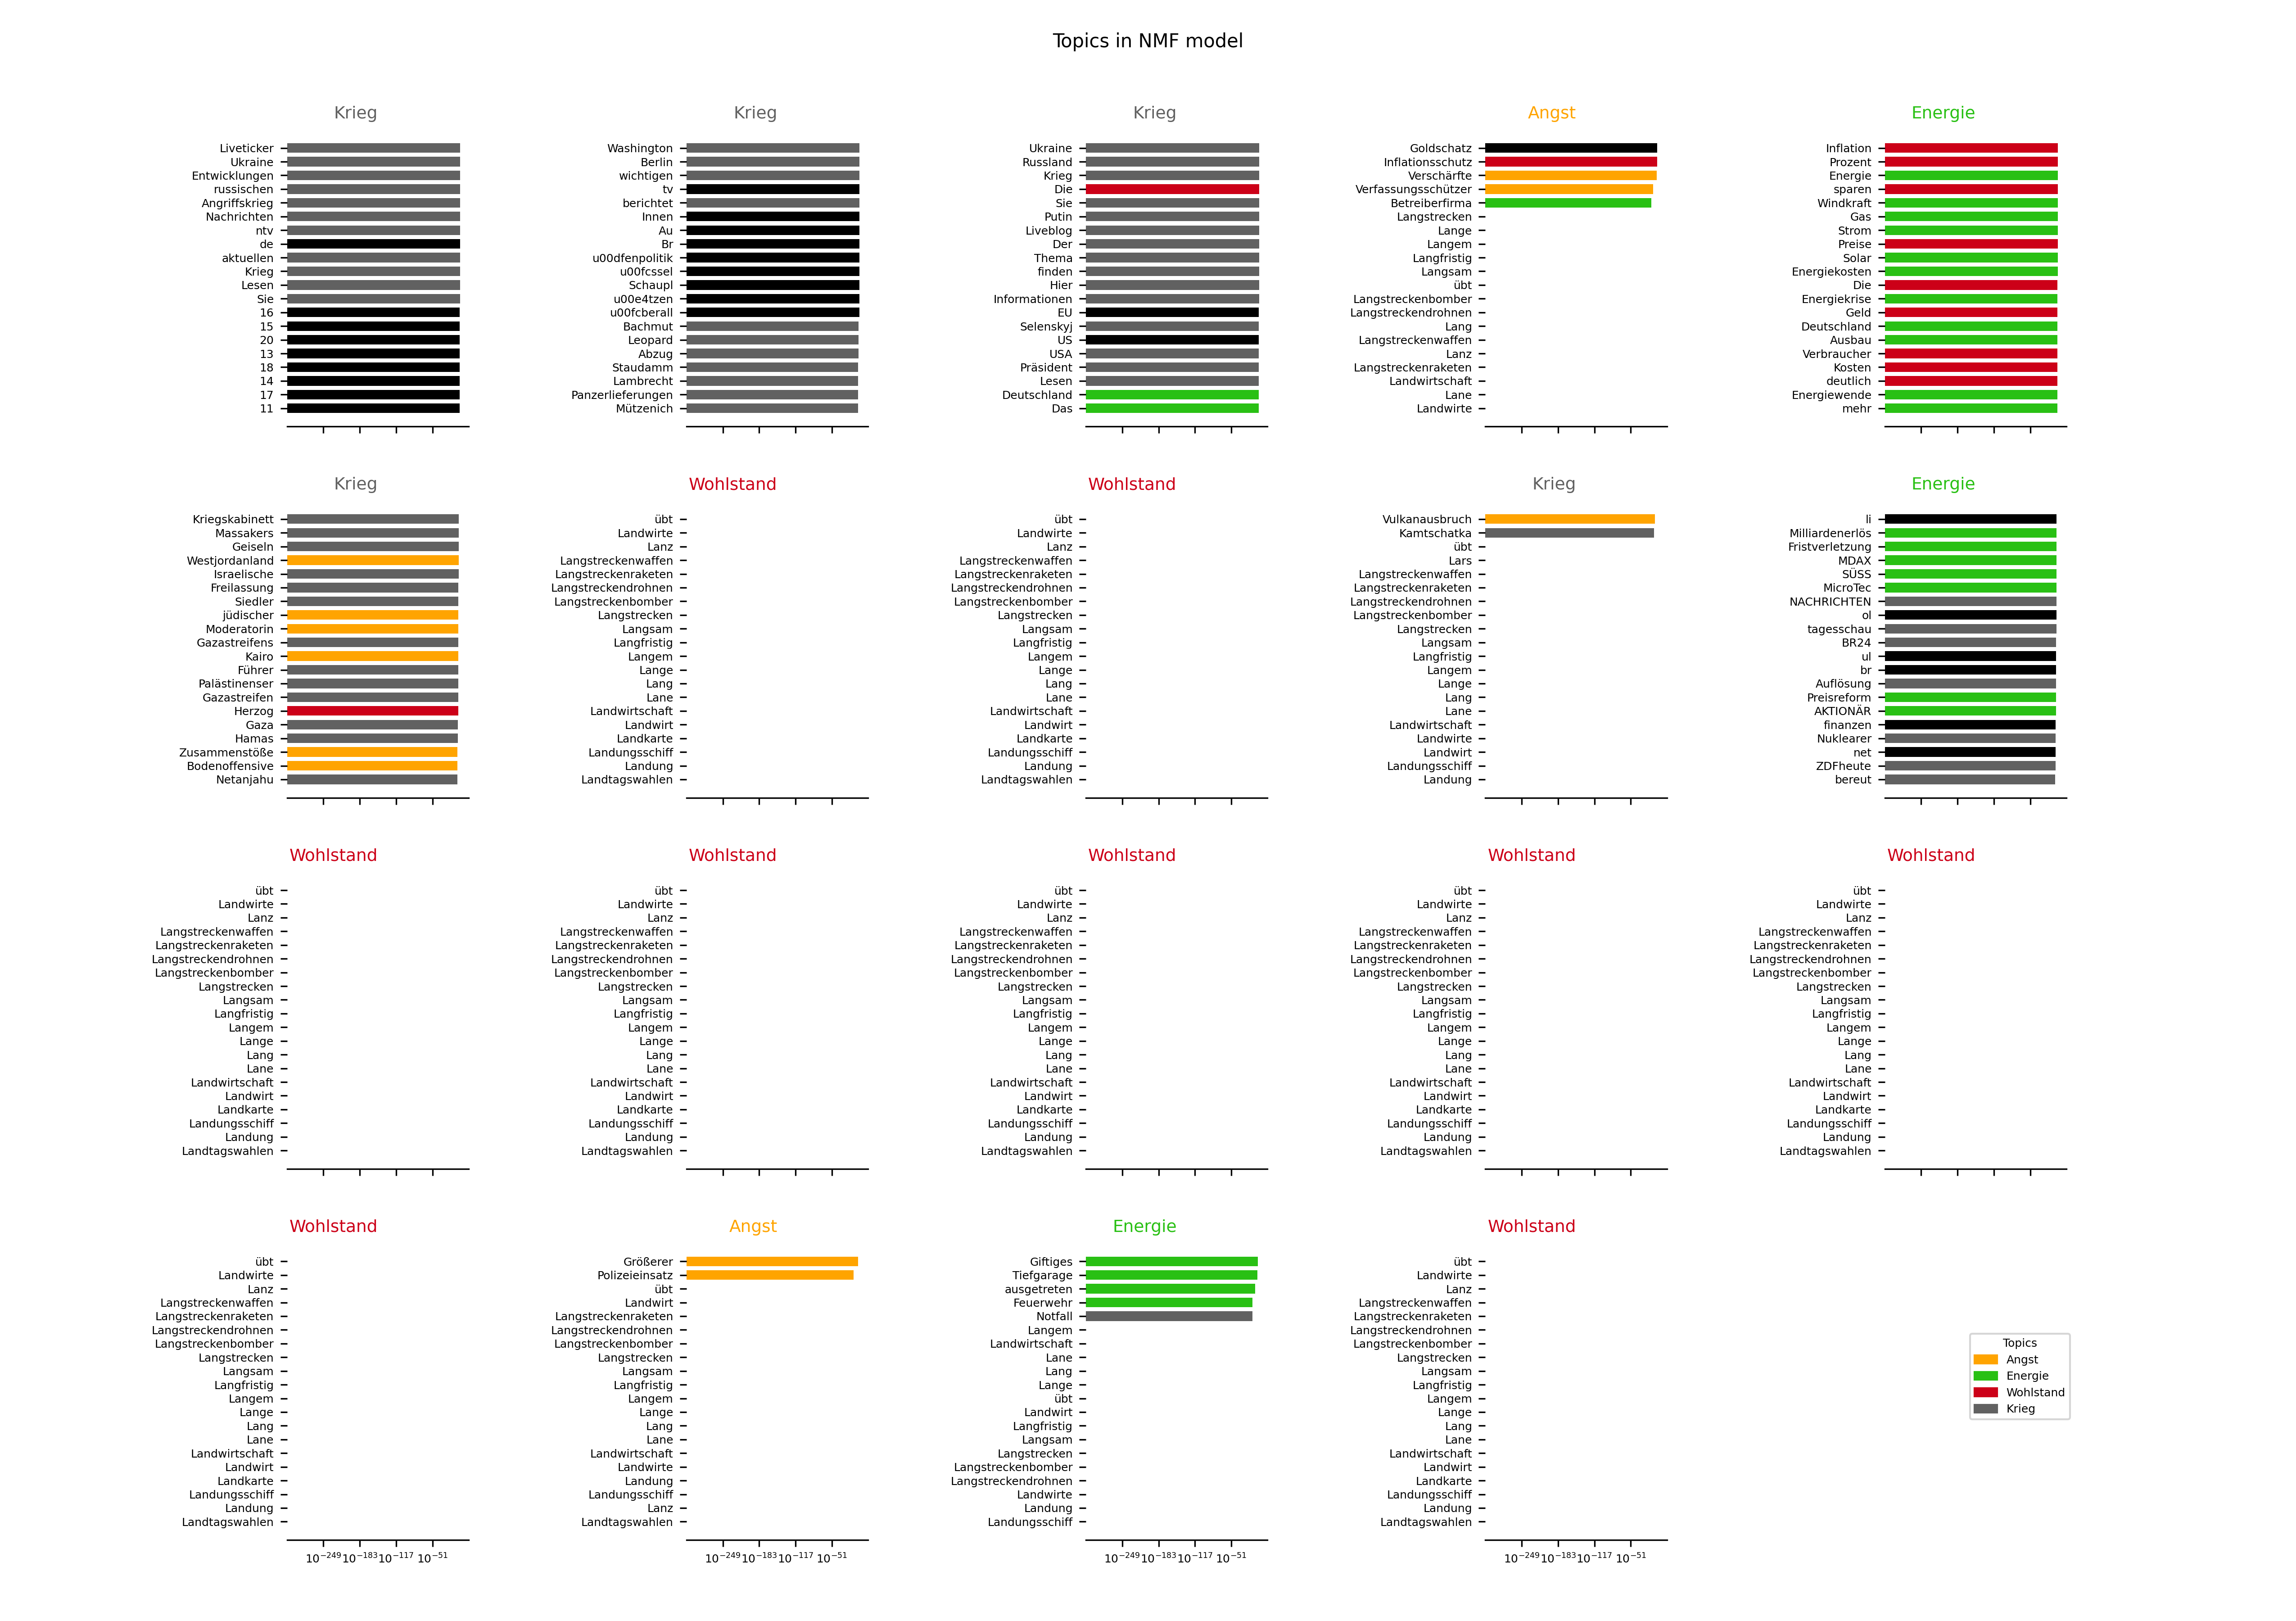 Topics in NMF model
Krieg
Liveticker
Ukraine
Entwicklungen
russischen
Angriffskrieg
Nachrichten
ntv
de
aktuellen
Krieg
Lesen
Sie
16
15
20
13
18
14
17
11
Krieg
Washington
Berlin
wichtigen
tv
berichtet
Innen
Au
Br
u00dfenpolitik
u00fcssel
Schaupl
u00e4tzen
u00fcberall
Bachmut
Leopard
Abzug
Staudamm
Lambrecht
Panzerlieferungen
Mützenich
Krieg
Ukraine
Russland
Krieg
Die
Sie
Putin
Liveblog
Der
Thema
finden
Hier
Informationen
EU
Selenskyj
US
USA
Präsident
Lesen
Deutschland
Das
Angst
Goldschatz
Inflationsschutz
Verschärfte
Verfassungsschützer
Betreiberfirma
Langstrecken
Lange
Langem
Langfristig
Langsam
übt
Langstreckenbomber
Langstreckendrohnen
Lang
Langstreckenwaffen
Lanz
Langstreckenraketen
Landwirtschaft
Lane
Landwirte
Energie
Inflation
Prozent
Energie
sparen
Windkraft
Gas
Strom
Preise
Solar
Energiekosten
Die
Energiekrise
Geld
Deutschland
Ausbau
Verbraucher
Kosten
deutlich
Energiewende
mehr
Krieg
Kriegskabinett
Massakers
Geiseln
Westjordanland
Israelische
Freilassung
Siedler
jüdischer
Moderatorin
Gazastreifens
Kairo
Führer
Palästinenser
Gazastreifen
Herzog
Gaza
Hamas
Zusammenstöße
Bodenoffensive
Netanjahu
Wohlstand
übt
Landwirte
Lanz
Langstreckenwaffen
Langstreckenraketen
Langstreckendrohnen
Langstreckenbomber
Langstrecken
Langsam
Langfristig
Langem
Lange
Lang
Lane
Landwirtschaft
Landwirt
Landkarte
Landungsschiff
Landung
Landtagswahlen
Wohlstand
übt
Landwirte
Lanz
Langstreckenwaffen
Langstreckenraketen
Langstreckendrohnen
Langstreckenbomber
Langstrecken
Langsam
Langfristig
Langem
Lange
Lang
Lane
Landwirtschaft
Landwirt
Landkarte
Landungsschiff
Landung
Landtagswahlen
Krieg
Vulkanausbruch
Kamtschatka
übt
Lars
Langstreckenwaffen
Langstreckenraketen
Langstreckendrohnen
Langstreckenbomber
Langstrecken
Langsam
Langfristig
Langem
Lange
Lang
Lane
Landwirtschaft
Landwirte
Landwirt
Landungsschiff
Landung
Energie
li
Milliardenerlös
Fristverletzung
MDAX
SÜSS
MicroTec
NACHRICHTEN
ol
tagesschau
BR24
ul
br
Auflösung
Preisreform
AKTIONÄR
finanzen
Nuklearer
net
ZDFheute
bereut
Wohlstand
übt
Landwirte
Lanz
Langstreckenwaffen
Langstreckenraketen
Langstreckendrohnen
Langstreckenbomber
Langstrecken
Langsam
Langfristig
Langem
Lange
Lang
Lane
Landwirtschaft
Landwirt
Landkarte
Landungsschiff
Landung
Landtagswahlen
Wohlstand
übt
Landwirte
Lanz
Langstreckenwaffen
Langstreckenraketen
Langstreckendrohnen
Langstreckenbomber
Langstrecken
Langsam
Langfristig
Langem
Lange
Lang
Lane
Landwirtschaft
Landwirt
Landkarte
Landungsschiff
Landung
Landtagswahlen
Wohlstand
übt
Landwirte
Lanz
Langstreckenwaffen
Langstreckenraketen
Langstreckendrohnen
Langstreckenbomber
Langstrecken
Langsam
Langfristig
Langem
Lange
Lang
Lane
Landwirtschaft
Landwirt
Landkarte
Landungsschiff
Landung
Landtagswahlen
Wohlstand
übt
Landwirte
Lanz
Langstreckenwaffen
Langstreckenraketen
Langstreckendrohnen
Langstreckenbomber
Langstrecken
Langsam
Langfristig
Langem
Lange
Lang
Lane
Landwirtschaft
Landwirt
Landkarte
Landungsschiff
Landung
Landtagswahlen
Wohlstand
übt
Landwirte
Lanz
Langstreckenwaffen
Langstreckenraketen
Langstreckendrohnen
Langstreckenbomber
Langstrecken
Langsam
Langfristig
Langem
Lange
Lang
Lane
Landwirtschaft
Landwirt
Landkarte
Landungsschiff
Landung
Landtagswahlen
Wohlstand
übt
Landwirte
Lanz
Langstreckenwaffen
Langstreckenraketen
Langstreckendrohnen
Langstreckenbomber
Langstrecken
Langsam
Langfristig
Langem
Lange
Lang
Lane
Landwirtschaft
Landwirt
Landkarte
Landungsschiff
Landung
Landtagswahlen
10⁻²⁴⁹ 10⁻¹⁸³ 10⁻¹¹⁷ 10⁻⁵¹
Angst
Größerer
Polizeieinsatz
übt
Landwirt
Langstreckenraketen
Langstreckendrohnen
Langstreckenbomber
Langstrecken
Langsam
Langfristig
Langem
Lange
Lang
Lane
Landwirtschaft
Landwirte
Landung
Landungsschiff
Lanz
Landtagswahlen
10⁻²⁴⁹ 10⁻¹⁸³ 10⁻¹¹⁷ 10⁻⁵¹
Energie
Giftiges
Tiefgarage
ausgetreten
Feuerwehr
Notfall
Langem
Landwirtschaft
Lane
Lang
Lange
übt
Landwirt
Langfristig
Langsam
Langstrecken
Langstreckenbomber
Langstreckendrohnen
Landwirte
Landung
Landungsschiff
10⁻²⁴⁹ 10⁻¹⁸³ 10⁻¹¹⁷ 10⁻⁵¹
Wohlstand
übt
Landwirte
Lanz
Langstreckenwaffen
Langstreckenraketen
Langstreckendrohnen
Langstreckenbomber
Langstrecken
Langsam
Langfristig
Langem
Lange
Lang
Lane
Landwirtschaft
Landwirt
Landkarte
Landungsschiff
Landung
Landtagswahlen
10⁻²⁴⁹ 10⁻¹⁸³ 10⁻¹¹⁷ 10⁻⁵¹
Topics
Angst
Energie
Wohlstand
Krieg